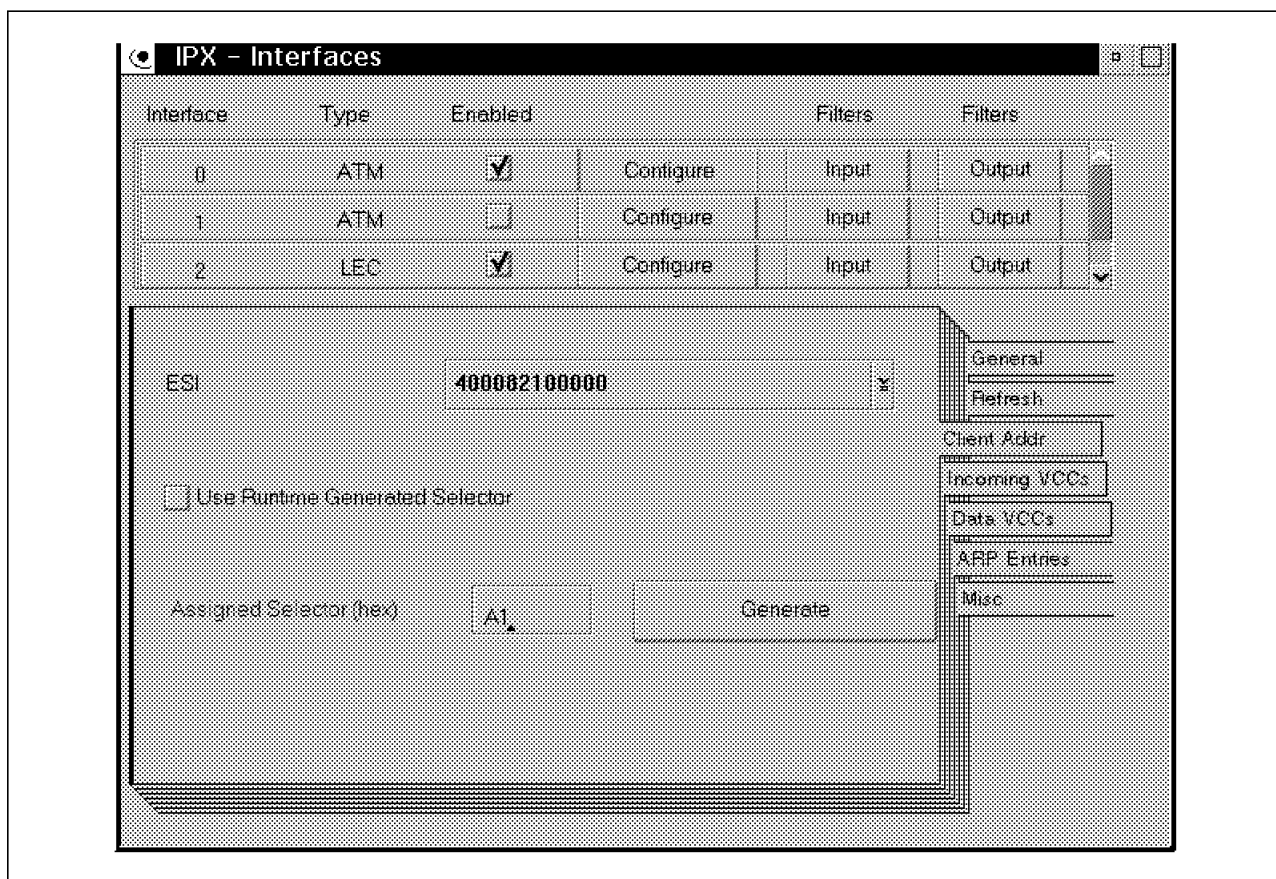 IPX – Interfaces
Interface Type Enabled Filters Filters
0 ATM Configure Input Output
1 ATM Configure Input Output
2 LEC Configure Input Output
ESI 400082100000
Use Runtime Generated Selector
Assigned Selector (hex) A1 Generate
General
Refresh
Client Addr
Incoming VCCs
Data VCCs
ARP Entries
Misc